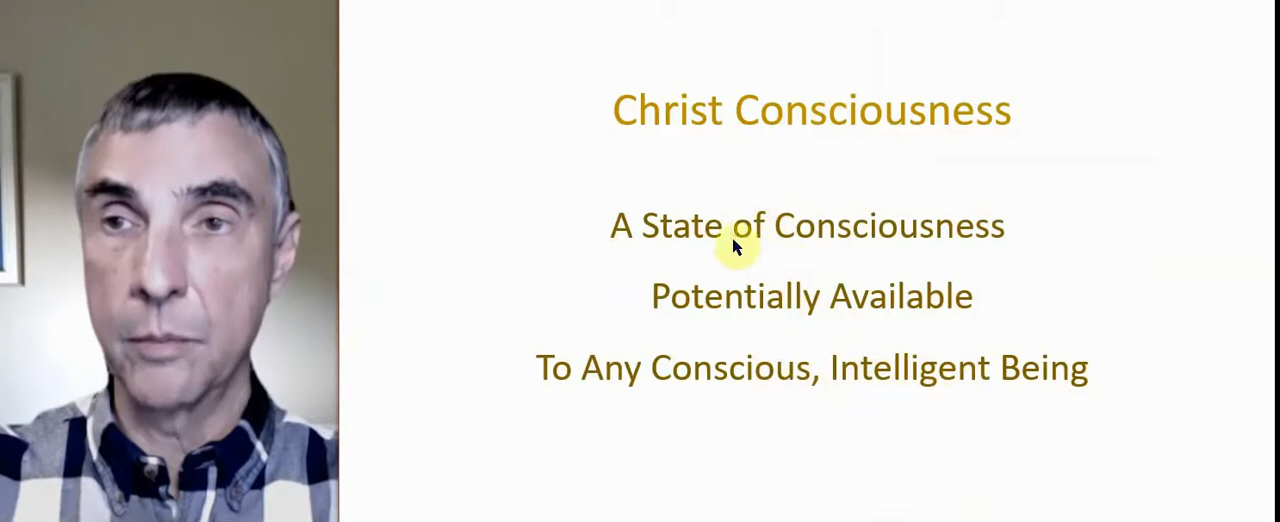 Christ Consciousness
A State of Consciousness
Potentially Available
To Any Conscious, Intelligent Being